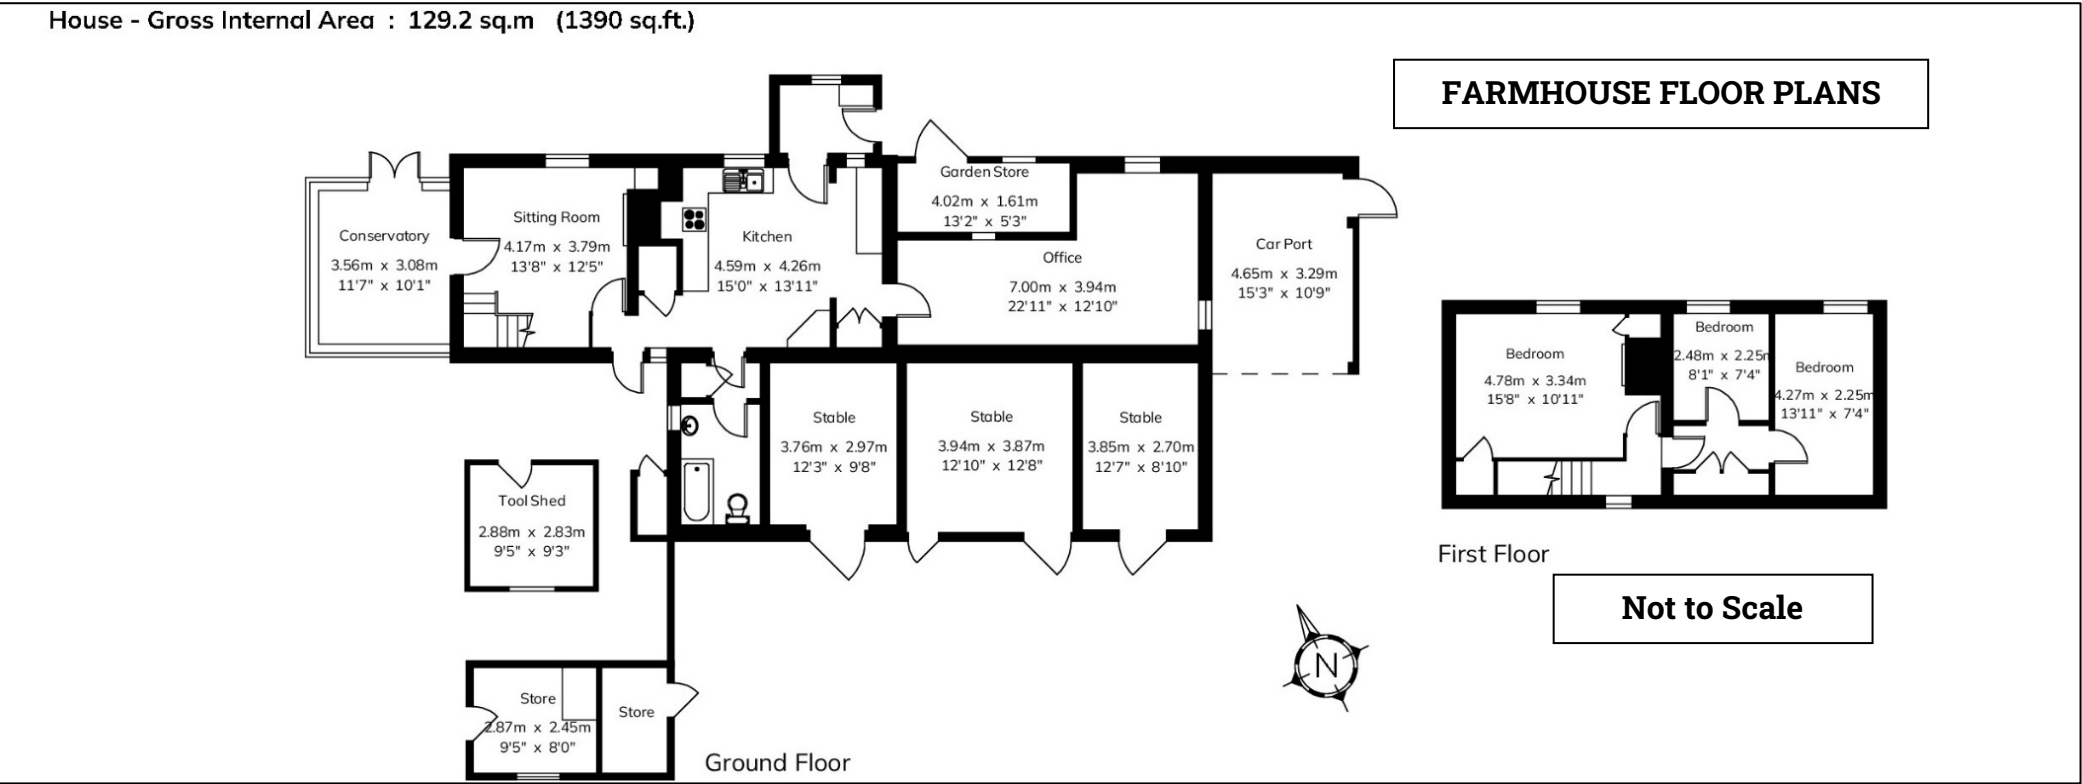 House - Gross Internal Area : 129.2 sq.m (1390 sq.ft.)
FARMHOUSE FLOOR PLANS
Conservatory
3.56m x 3.08m
11'7" x 10'1"
Sitting Room
4.17m x 3.79m
13'8" x 12'5"
Kitchen
4.59m x 4.26m
15'0" x 13'11"
Garden Store
4.02m x 1.61m
13'2" x 5'3"
Office
7.00m x 3.94m
22'11" x 12'10"
Car Port
4.65m x 3.29m
15'3" x 10'9"
Stable
3.76m x 2.97m
12'3" x 9'8"
Stable
3.94m x 3.87m
12'10" x 12'8"
Stable
3.85m x 2.70m
12'7" x 8'10"
Tool Shed
2.88m x 2.83m
9'5" x 9'3"
Store
2.87m x 2.45m
9'5" x 8'0"
Store
Ground Floor
N
Bedroom
4.78m x 3.34m
15'8" x 10'11"
Bedroom
2.48m x 2.25m
8'1" x 7'4"
Bedroom
4.27m x 2.25m
13'11" x 7'4"
First Floor
Not to Scale